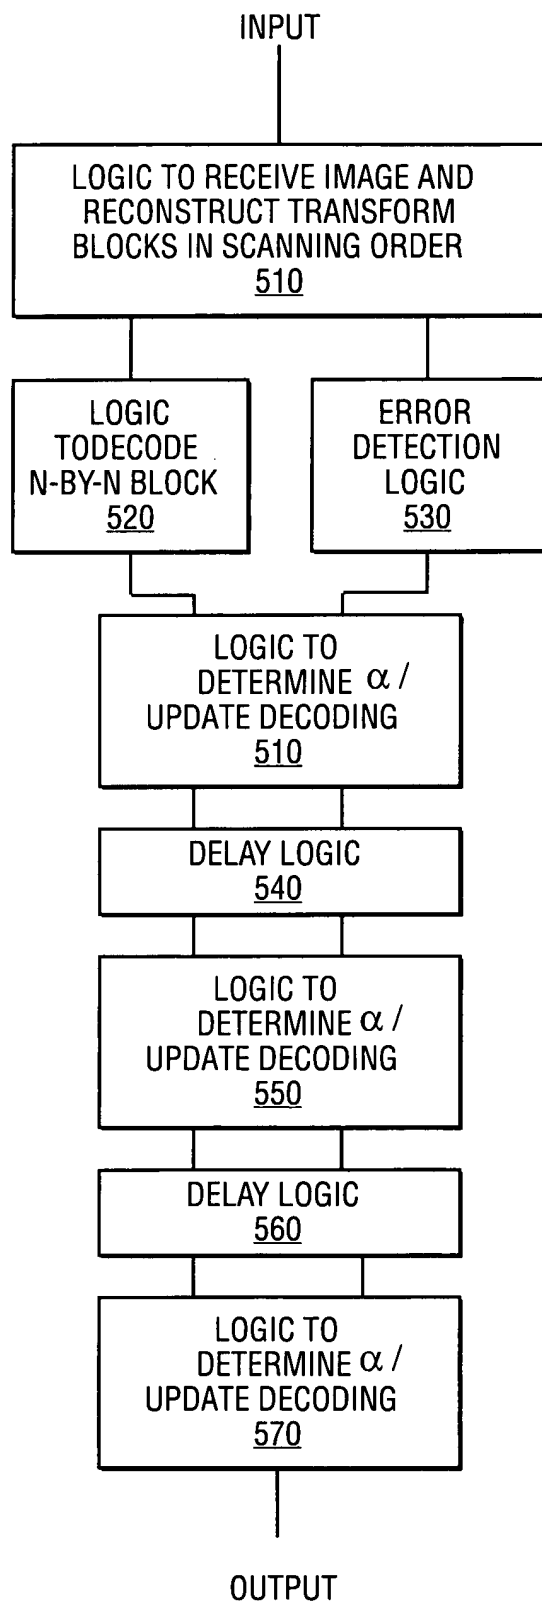 INPUT
LOGIC TO RECEIVE IMAGE AND
RECONSTRUCT TRANSFORM
BLOCKS IN SCANNING ORDER
510
LOGIC
TODECODE
N-BY-N BLOCK
520
ERROR
DETECTION
LOGIC
530
LOGIC TO
DETERMINE α /
UPDATE DECODING
510
DELAY LOGIC
540
LOGIC TO
DETERMINE α /
UPDATE DECODING
550
DELAY LOGIC
560
LOGIC TO
DETERMINE α /
UPDATE DECODING
570
OUTPUT